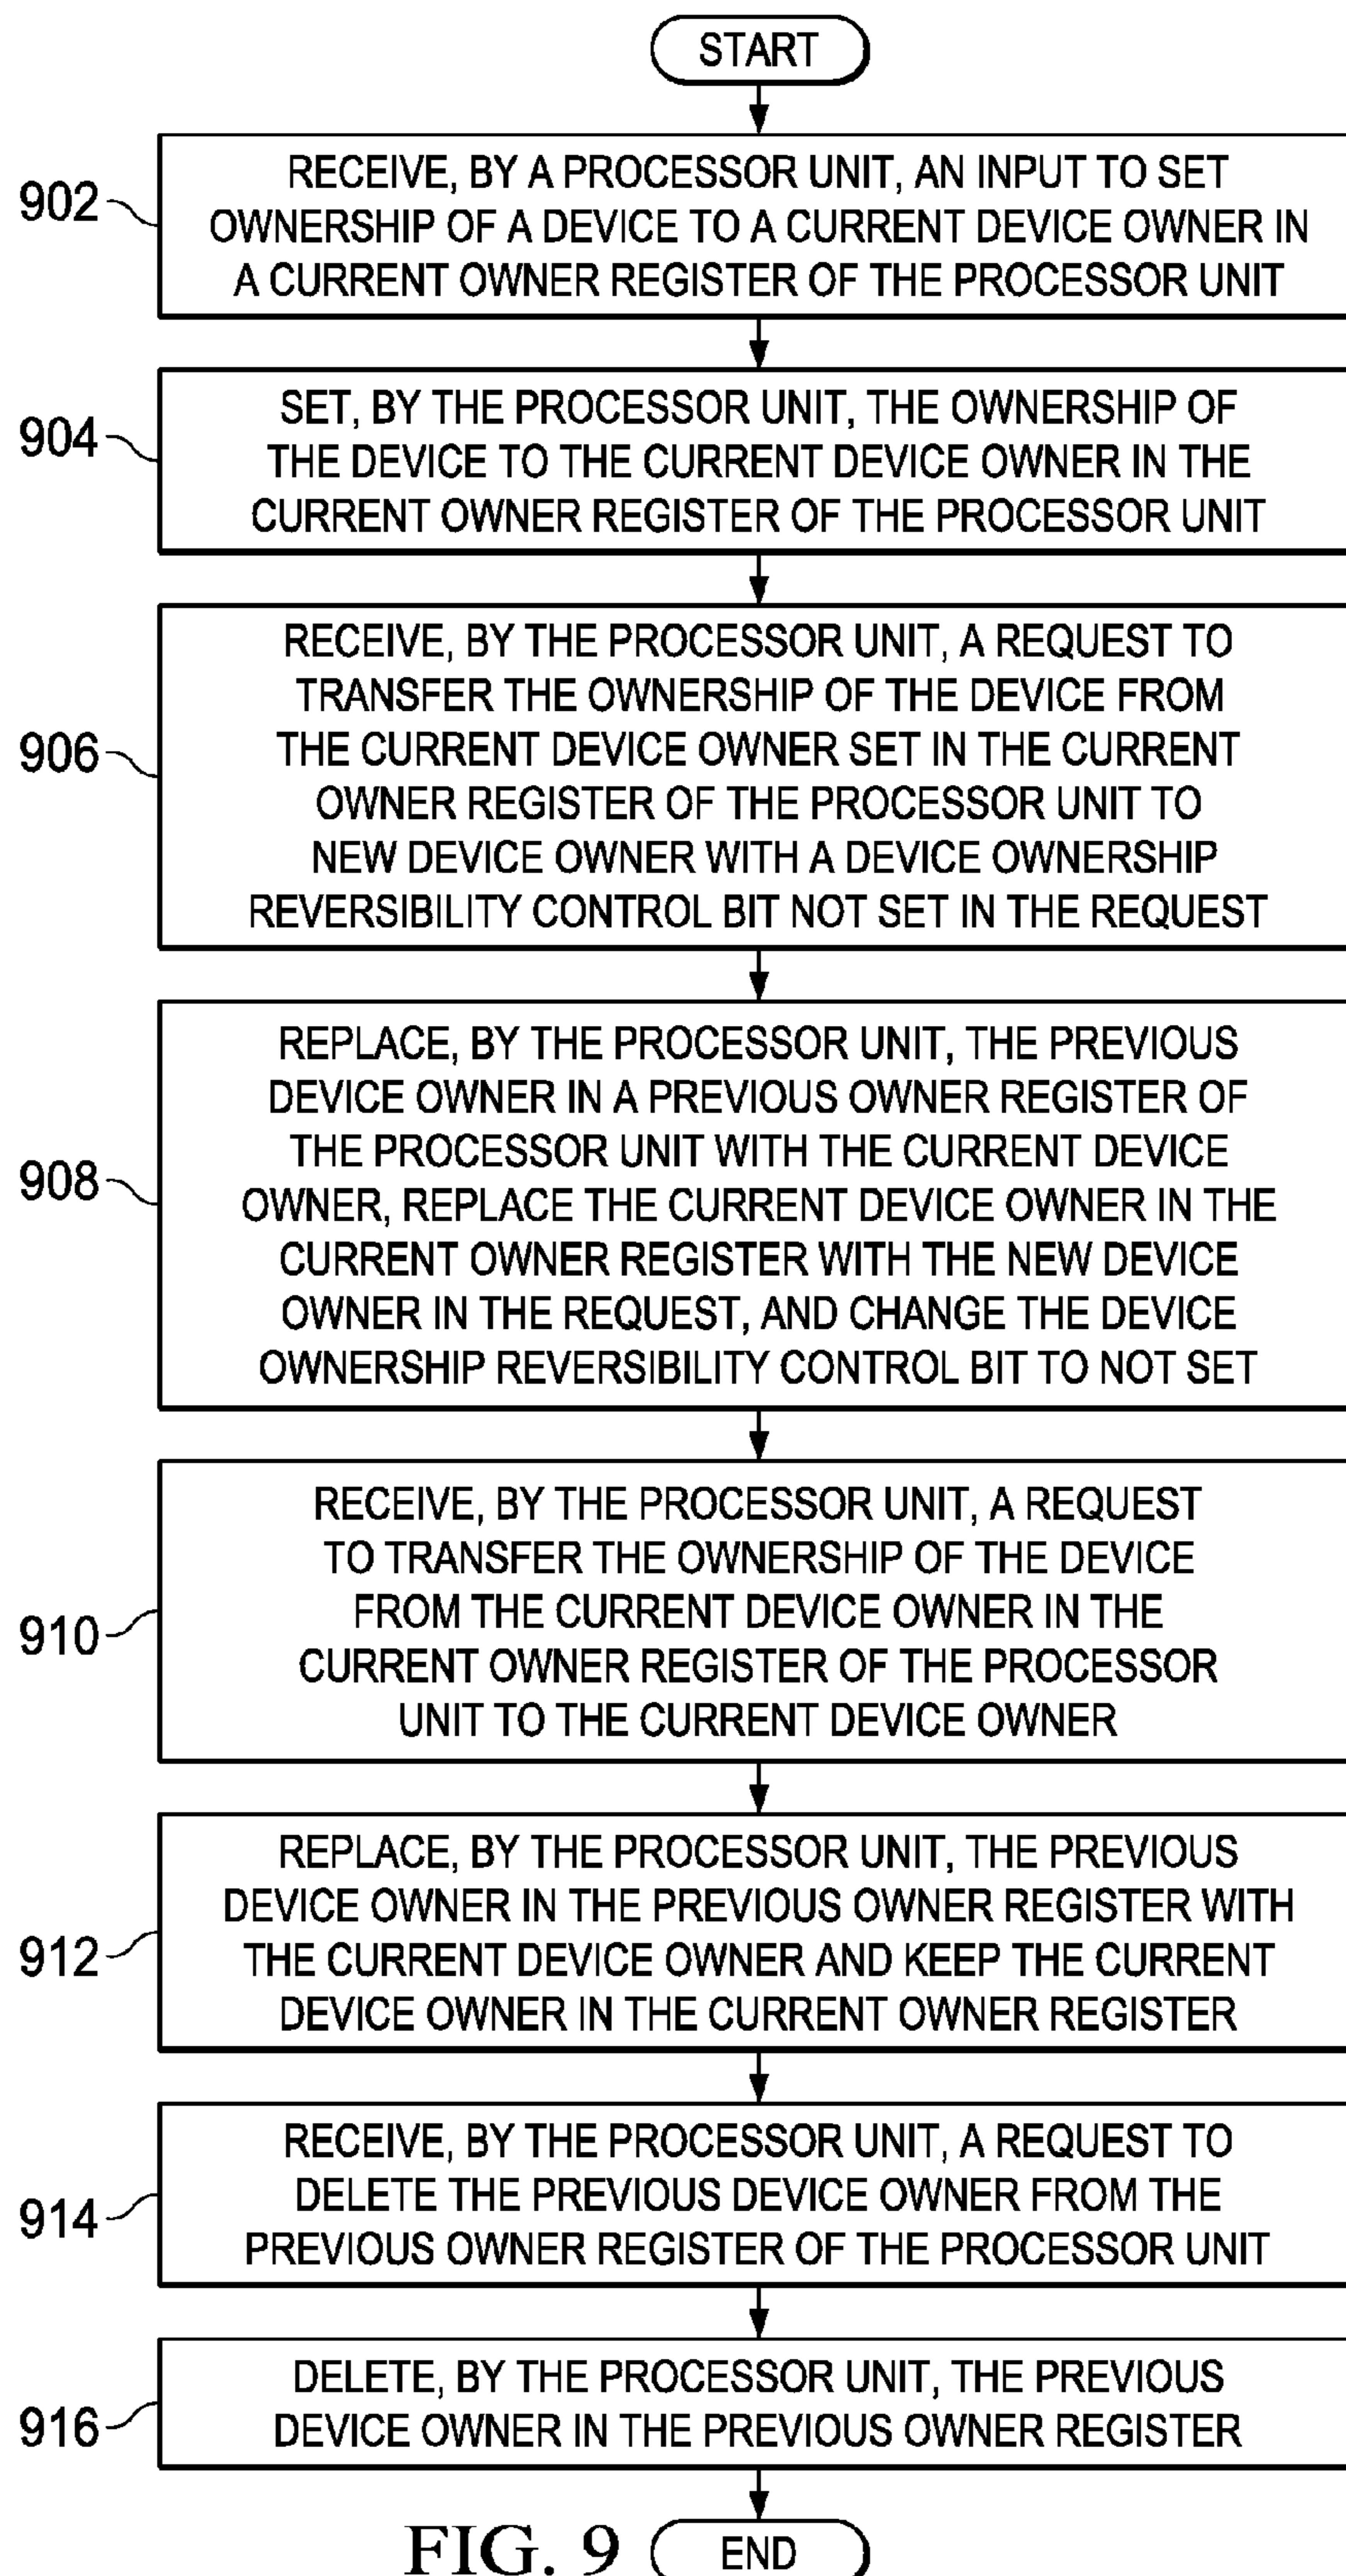 START
902
RECEIVE, BY A PROCESSOR UNIT, AN INPUT TO SET
OWNERSHIP OF A DEVICE TO A CURRENT DEVICE OWNER IN
A CURRENT OWNER REGISTER OF THE PROCESSOR UNIT
904
SET, BY THE PROCESSOR UNIT, THE OWNERSHIP OF
THE DEVICE TO THE CURRENT DEVICE OWNER IN THE
CURRENT OWNER REGISTER OF THE PROCESSOR UNIT
906
RECEIVE, BY THE PROCESSOR UNIT, A REQUEST TO
TRANSFER THE OWNERSHIP OF THE DEVICE FROM
THE CURRENT DEVICE OWNER SET IN THE CURRENT
OWNER REGISTER OF THE PROCESSOR UNIT TO
NEW DEVICE OWNER WITH A DEVICE OWNERSHIP
REVERSIBILITY CONTROL BIT NOT SET IN THE REQUEST
908
REPLACE, BY THE PROCESSOR UNIT, THE PREVIOUS
DEVICE OWNER IN A PREVIOUS OWNER REGISTER OF
THE PROCESSOR UNIT WITH THE CURRENT DEVICE
OWNER, REPLACE THE CURRENT DEVICE OWNER IN THE
CURRENT OWNER REGISTER WITH THE NEW DEVICE
OWNER IN THE REQUEST, AND CHANGE THE DEVICE
OWNERSHIP REVERSIBILITY CONTROL BIT TO NOT SET
910
RECEIVE, BY THE PROCESSOR UNIT, A REQUEST
TO TRANSFER THE OWNERSHIP OF THE DEVICE
FROM THE CURRENT DEVICE OWNER IN THE
CURRENT OWNER REGISTER OF THE PROCESSOR
UNIT TO THE CURRENT DEVICE OWNER
912
REPLACE, BY THE PROCESSOR UNIT, THE PREVIOUS
DEVICE OWNER IN THE PREVIOUS OWNER REGISTER WITH
THE CURRENT DEVICE OWNER AND KEEP THE CURRENT
DEVICE OWNER IN THE CURRENT OWNER REGISTER
914
RECEIVE, BY THE PROCESSOR UNIT, A REQUEST TO
DELETE THE PREVIOUS DEVICE OWNER FROM THE
PREVIOUS OWNER REGISTER OF THE PROCESSOR UNIT
916
DELETE, BY THE PROCESSOR UNIT, THE PREVIOUS
DEVICE OWNER IN THE PREVIOUS OWNER REGISTER
FIG. 9
END